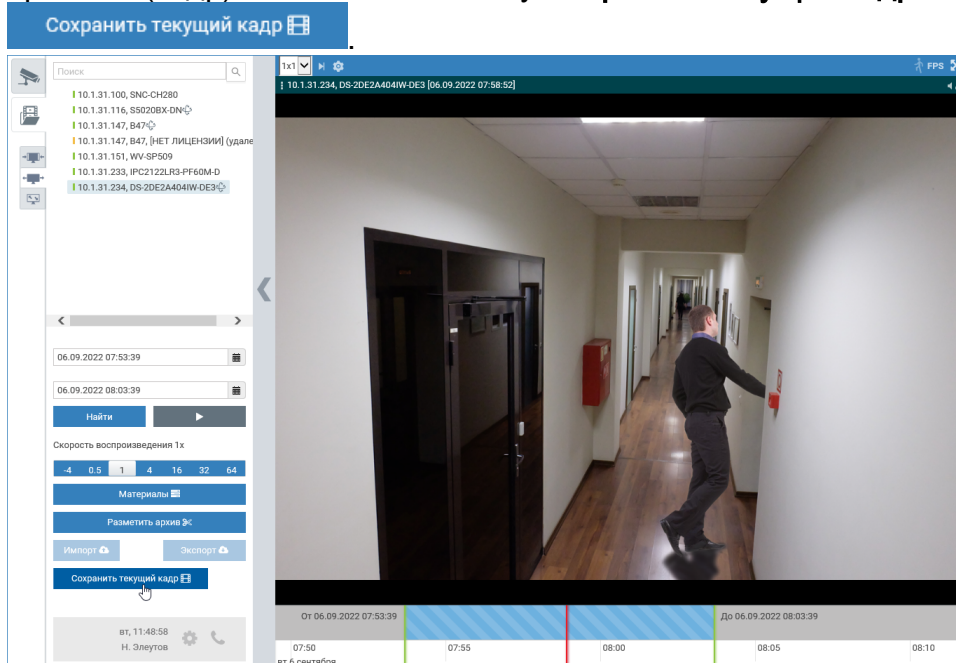 Сохранить текущий кадр
.
Поиск
1x1
FPS
10.1.31.234, DS-2DE2A404IW-DE3 [06.09.2022 07:58:52]
10.1.31.100, SNC-CH280
10.1.31.116, S5020BX-DN
10.1.31.147, B47
10.1.31.147, B47, [НЕТ ЛИЦЕНЗИИ] (удале
10.1.31.151, WV-SP509
10.1.31.233, IPC2122LR3-PF60M-D
10.1.31.234, DS-2DE2A404IW-DE3
06.09.2022 07:53:39
06.09.2022 08:03:39
Найти
Скорость воспроизведения 1x
-4 0.5 1 4 16 32 64
Материалы
Разметить архив
Импорт Экспорт
Сохранить текущий кадр
вт, 11:48:58
Н. Элеутов
От 06.09.2022 07:53:39 До 06.09.2022 08:03:39
07:50 07:55 08:00 08:05 08:10
вт 6 сентября